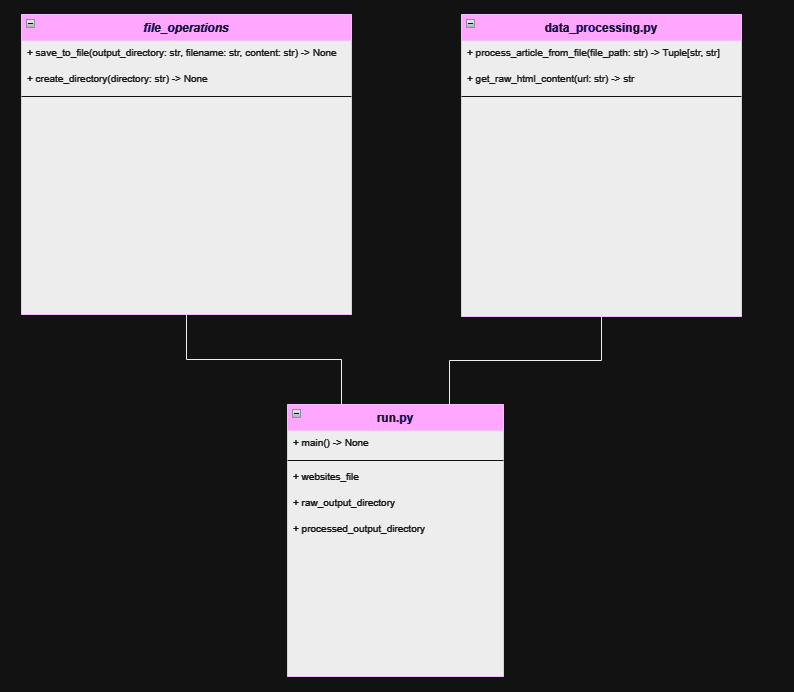 file_operations
+ save_to_file(output_directory: str, filename: str, content: str) -> None
+ create_directory(directory: str) -> None
data_processing.py
+ process_article_from_file(file_path: str) -> Tuple[str, str]
+ get_raw_html_content(url: str) -> str
run.py
+ main() -> None
+ websites_file
+ raw_output_directory
+ processed_output_directory